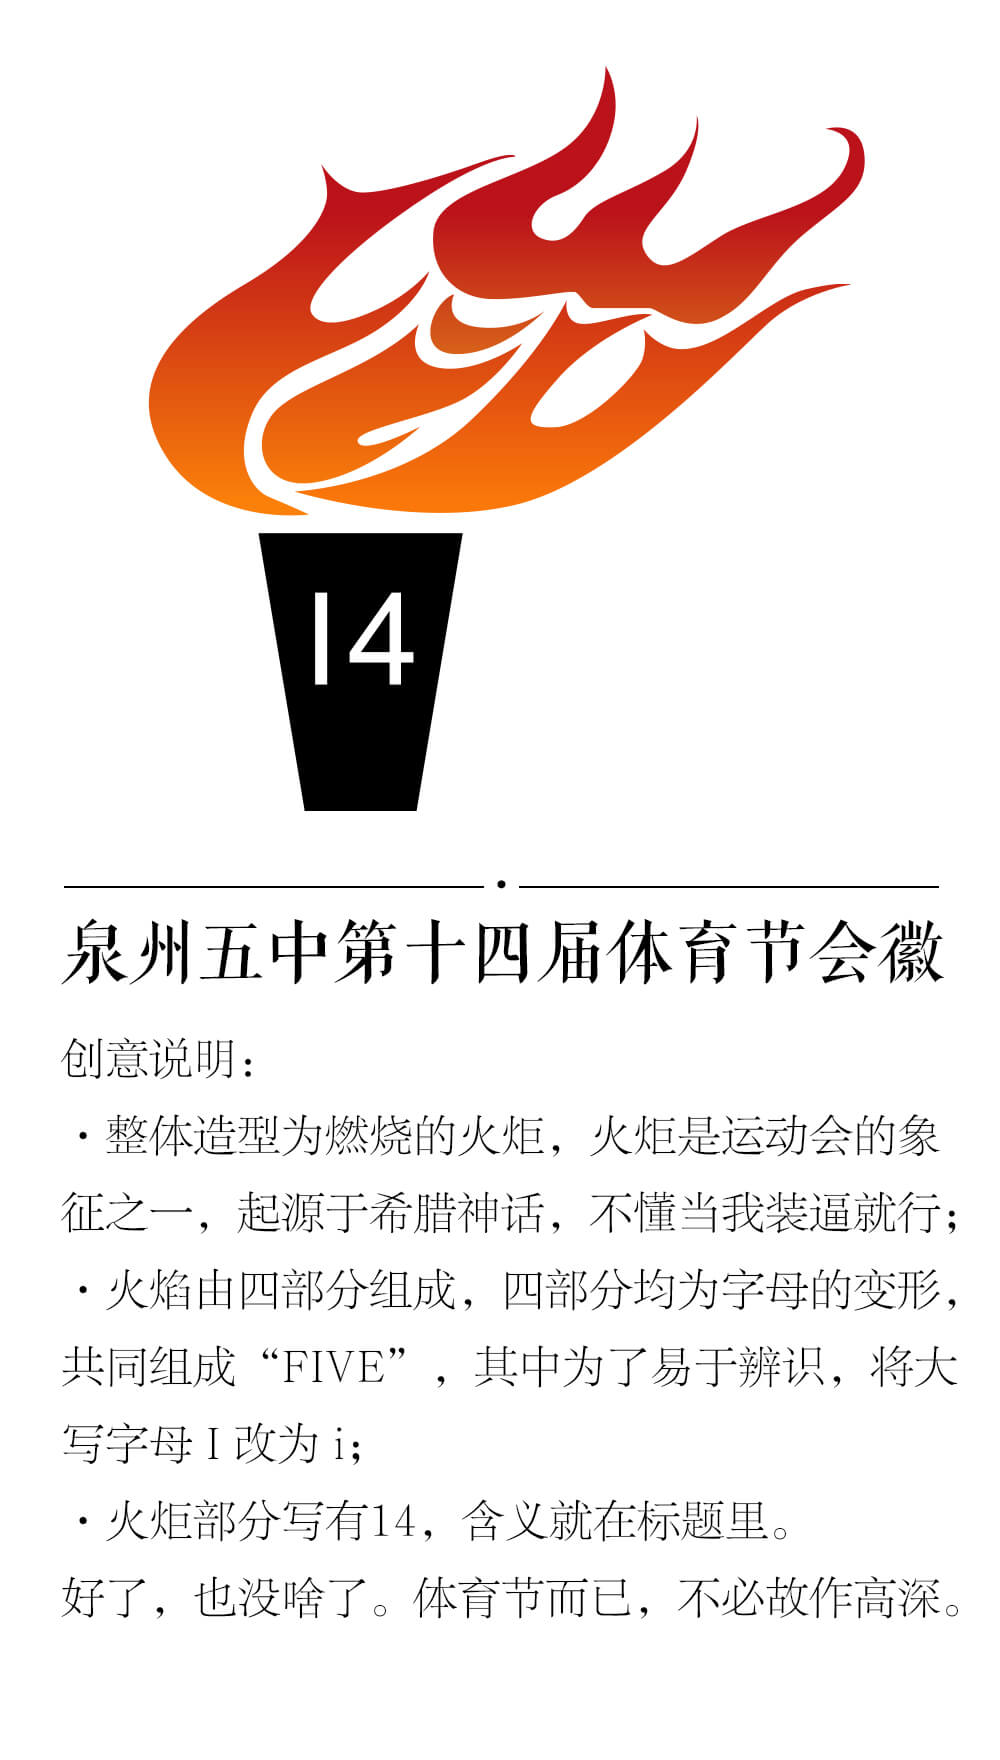 14
泉州五中第十四届体育节会徽
创意说明：
·整体造型为燃烧的火炬，火炬是运动会的象
征之一，起源于希腊神话，不懂当我装逼就行；
·火焰由四部分组成，四部分均为字母的变形，
共同组成“FIVE”，其中为了易于辨识，将大
写字母 I 改为 i；
·火炬部分写有14，含义就在标题里。
好了，也没啥了。体育节而已，不必故作高深。